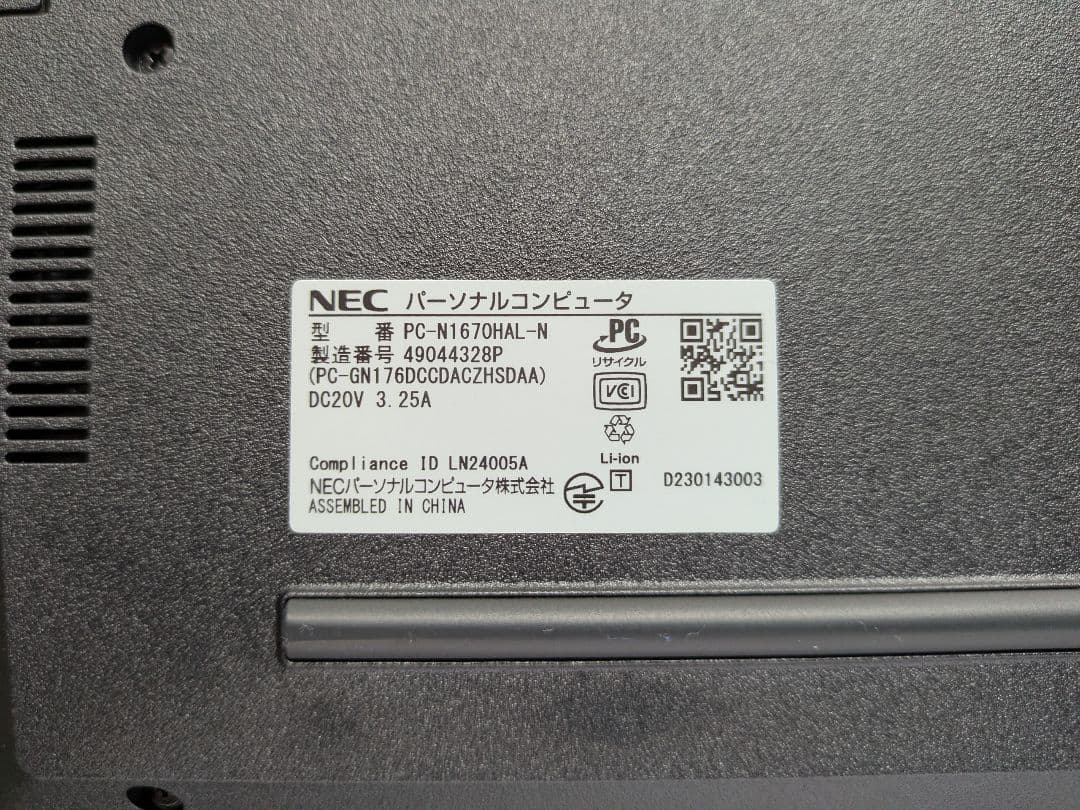 NEC パーソナルコンピュータ
型　番 PC-N1670HAL-N
製造番号 49044328P
(PC-GN176DCCDACZHSDAA)
DC20V 3.25A
PC
リサイクル
VCI
Li-ion
Compliance ID LN24005A
NECパーソナルコンピュータ株式会社
ASSEMBLED IN CHINA
T
D230143003